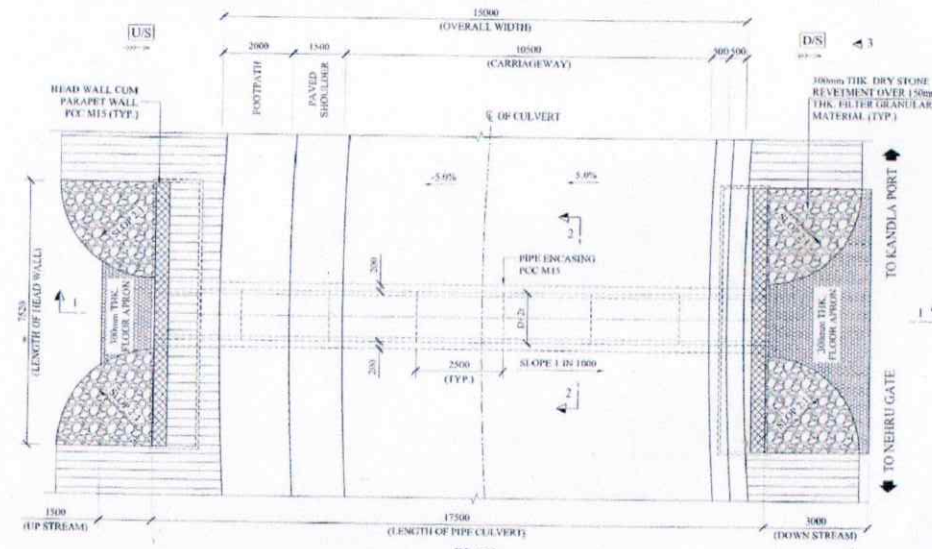 15000
(OVERALL WIDTH)
U/S
D/S
3
2000
1500
10500
500
500
(CARRIAGEWAY)
FOOTPATH
PAVED
SHOULDER
HEAD WALL CUM
PARAPET WALL
PCC M15 (TYP.)
300mm THK. DRY STONE
REVETMENT OVER 150mm
THK. FILTER GRANULAR
MATERIAL (TYP.)
℄ OF CULVERT
-5.0%
5.0%
2
PIPE ENCASING
PCC M15
200
D+2t
200
2500
(TYP.)
SLOPE 1 IN 1000
2
7520
(LENGTH OF HEAD WALL)
1
300mm THK.
FLOOR APRON
300mm THK.
FLOOR APRON
1
TO KANDLA PORT
TO NEHRU GATE
1500
(UP STREAM)
17500
(LENGTH OF PIPE CULVERT)
3000
(DOWN STREAM)